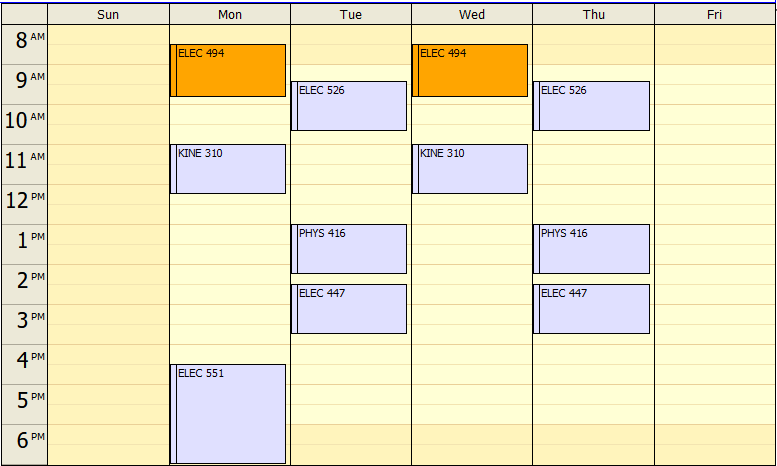 Sun Mon Tue Wed Thu Fri
8 AM
ELEC 494 ELEC 494
9 AM
ELEC 526 ELEC 526
10 AM
KINE 310 KINE 310
11 AM
12 PM
PHYS 416 PHYS 416
1 PM
2 PM
ELEC 447 ELEC 447
3 PM
4 PM
ELEC 551
5 PM
6 PM